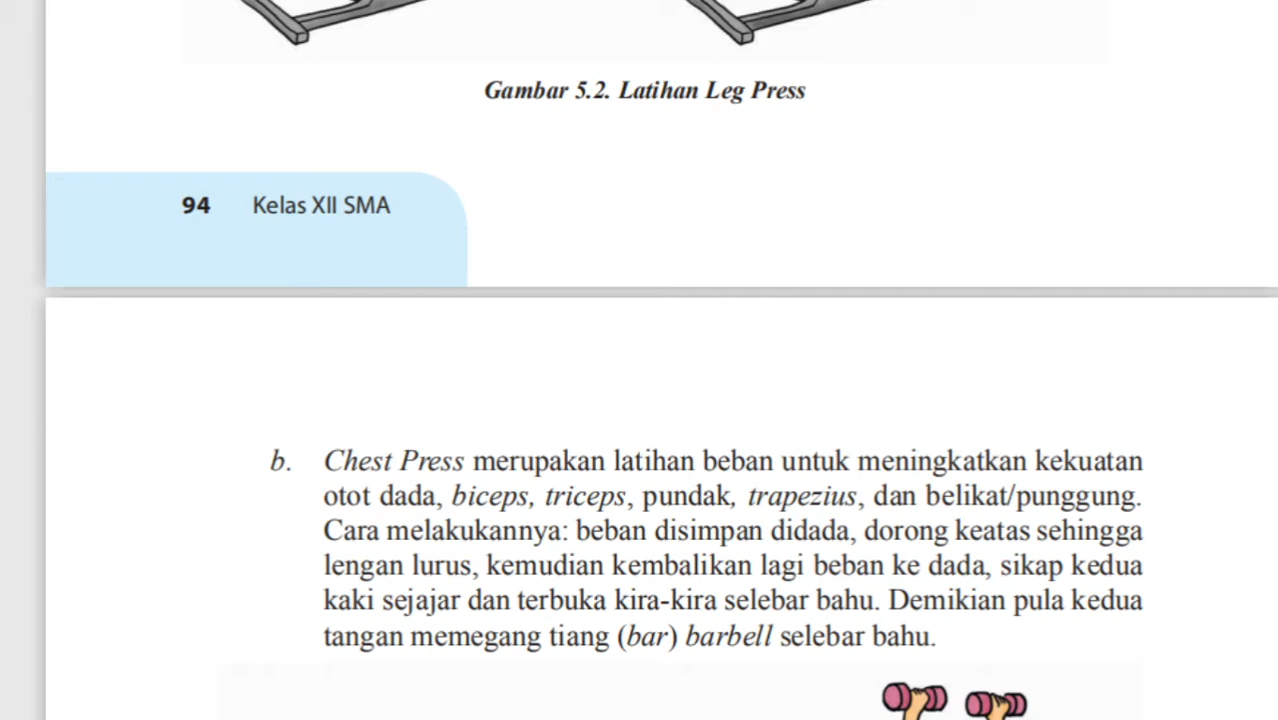 Gambar 5.2. Latihan Leg Press
94 Kelas XII SMA
b. Chest Press merupakan latihan beban untuk meningkatkan kekuatan
otot dada, biceps, triceps, pundak, trapezius, dan belikat/punggung.
Cara melakukannya: beban disimpan didada, dorong keatas sehingga
lengan lurus, kemudian kembalikan lagi beban ke dada, sikap kedua
kaki sejajar dan terbuka kira-kira selebar bahu. Demikian pula kedua
tangan memegang tiang (bar) barbell selebar bahu.